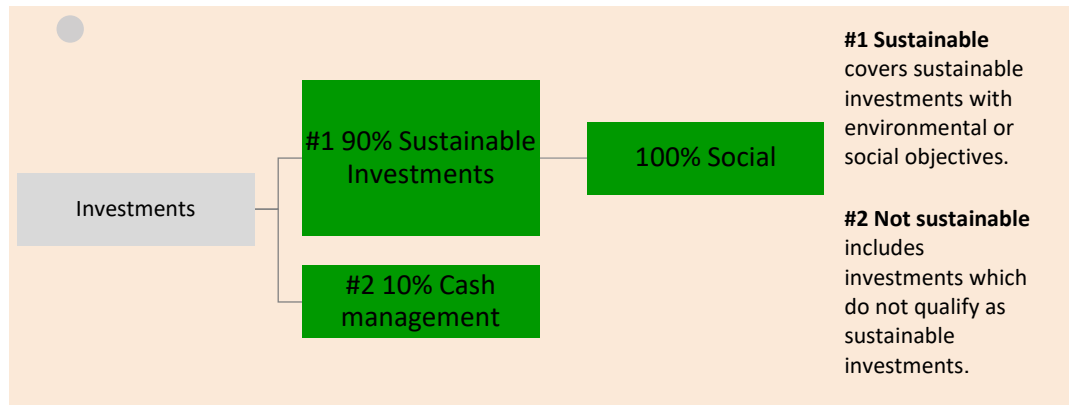 Investments
#1 90% Sustainable
Investments
#2 10% Cash
management
100% Social
#1 Sustainable
covers sustainable
investments with
environmental or
social objectives.
#2 Not sustainable
includes
investments which
do not qualify as
sustainable
investments.